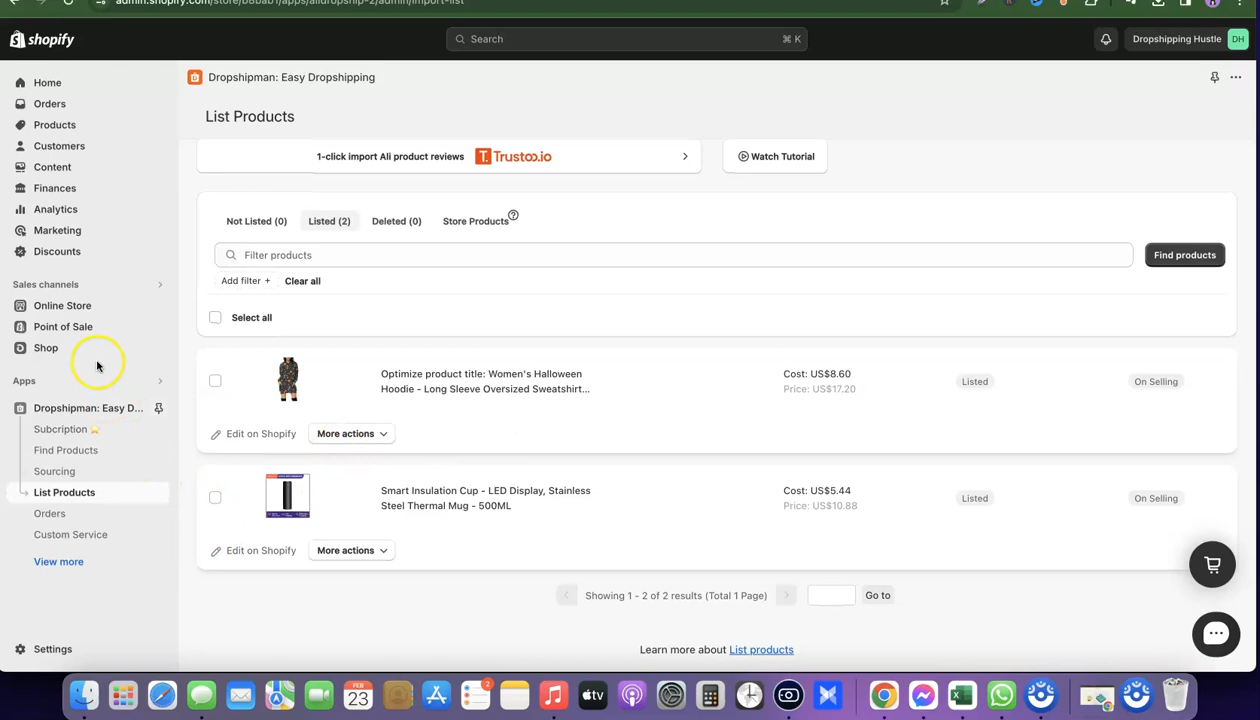 shopify
Search
⌘ K
Dropshipping Hustle
DH
Home
Orders
Products
Customers
Content
Finances
Analytics
Marketing
Discounts
Sales channels
Online Store
Point of Sale
Shop
Apps
Dropshipman: Easy D...
Subcription
Find Products
Sourcing
List Products
Orders
Custom Service
View more
Settings
Dropshipman: Easy Dropshipping
List Products
1-click import Ali product reviews
T. Trustoo.io
Watch Tutorial
Not Listed (0)
Listed (2)
Deleted (0)
Store Products
Filter products
Find products
Add filter +
Clear all
Select all
Optimize product title: Women's Halloween
Hoodie - Long Sleeve Oversized Sweatshirt...
Cost: US$8.60
Price: US$17.20
Listed
On Selling
Edit on Shopify
More actions
Smart Insulation Cup - LED Display, Stainless
Steel Thermal Mug - 500ML
Cost: US$5.44
Price: US$10.88
Listed
On Selling
Edit on Shopify
More actions
Showing 1 - 2 of 2 results (Total 1 Page)
Go to
Learn more about List products
FEB
23
2
tv